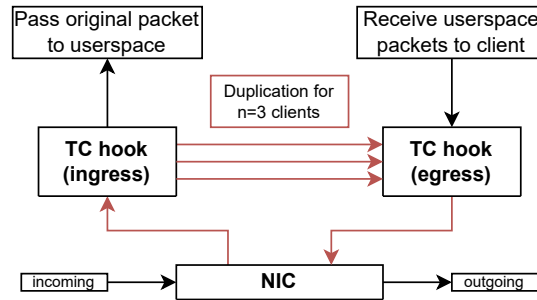 Pass original packet
to userspace
Receive userspace
packets to client
Duplication for
n=3 clients
TC hook
(ingress)
TC hook
(egress)
incoming
NIC
outgoing